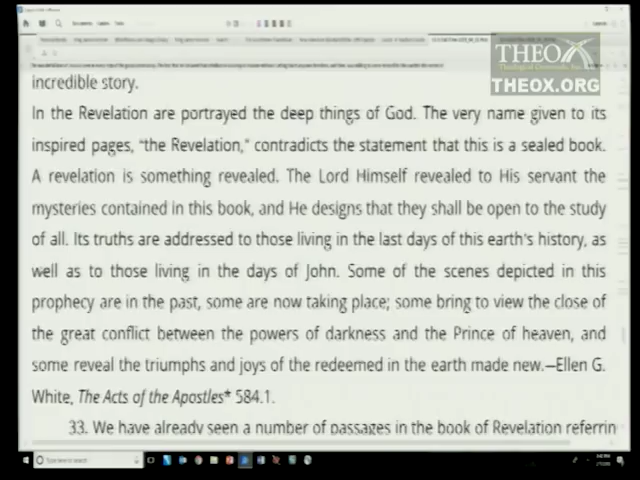 THEOX
THEOX.ORG
incredible story.
In the Revelation are portrayed the deep things of God. The very name given to its
inspired pages, "the Revelation," contradicts the statement that this is a sealed book.
A revelation is something revealed. The Lord Himself revealed to His servant the
mysteries contained in this book, and He designs that they shall be open to the study
of all. Its truths are addressed to those living in the last days of this earth's history, as
well as to those living in the days of John. Some of the scenes depicted in this
prophecy are in the past, some are now taking place; some bring to view the close of
the great conflict between the powers of darkness and the Prince of heaven, and
some reveal the triumphs and joys of the redeemed in the earth made new.—Ellen G.
White, The Acts of the Apostles* 584.1.
33. We have already seen a number of passages in the book of Revelation referrin